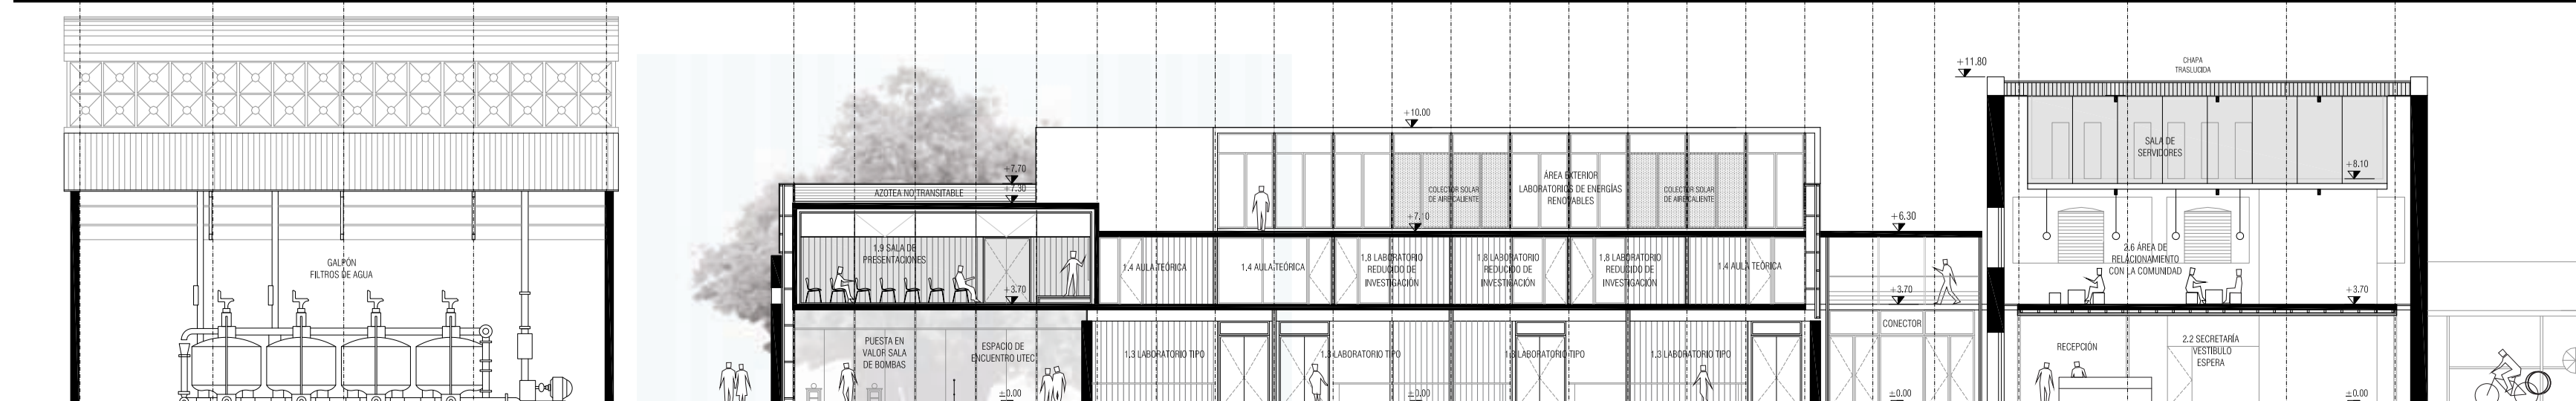 GALPÓN
FILTROS DE AGUA
+7.70
+7.30
AZOTEA NO TRANSITABLE
1.9 SALA DE
PRESENTACIONES
+3.70
PUESTA EN
VALOR SALA
DE BOMBAS
ESPACIO DE
ENCUENTRO UTEC
±0.00
+10.00
COLECTOR SOLAR
DE AIRE CALIENTE
ÁREA EXTERIOR
LABORATORIOS DE ENERGÍAS
RENOVABLES
COLECTOR SOLAR
DE AIRE CALIENTE
+7.10
1.4 AULA TEÓRICA
1.4 AULA TEÓRICA
1.8 LABORATORIO
REDUCIDO DE
INVESTIGACIÓN
1.8 LABORATORIO
REDUCIDO DE
INVESTIGACIÓN
1.8 LABORATORIO
REDUCIDO DE
INVESTIGACIÓN
1.4 AULA TEÓRICA
1.3 LABORATORIO TIPO
1.3 LABORATORIO TIPO
1.3 LABORATORIO TIPO
1.3 LABORATORIO TIPO
±0.00
+6.30
+3.70
CONECTOR
±0.00
+11.80
CHAPA
TRASLUCIDA
SALA DE
SERVIDORES
+8.10
2.6 ÁREA DE
RELACIONAMIENTO
CON LA COMUNIDAD
+3.70
RECEPCIÓN
2.2 SECRETARÍA
VESTÍBULO
ESPERA
±0.00